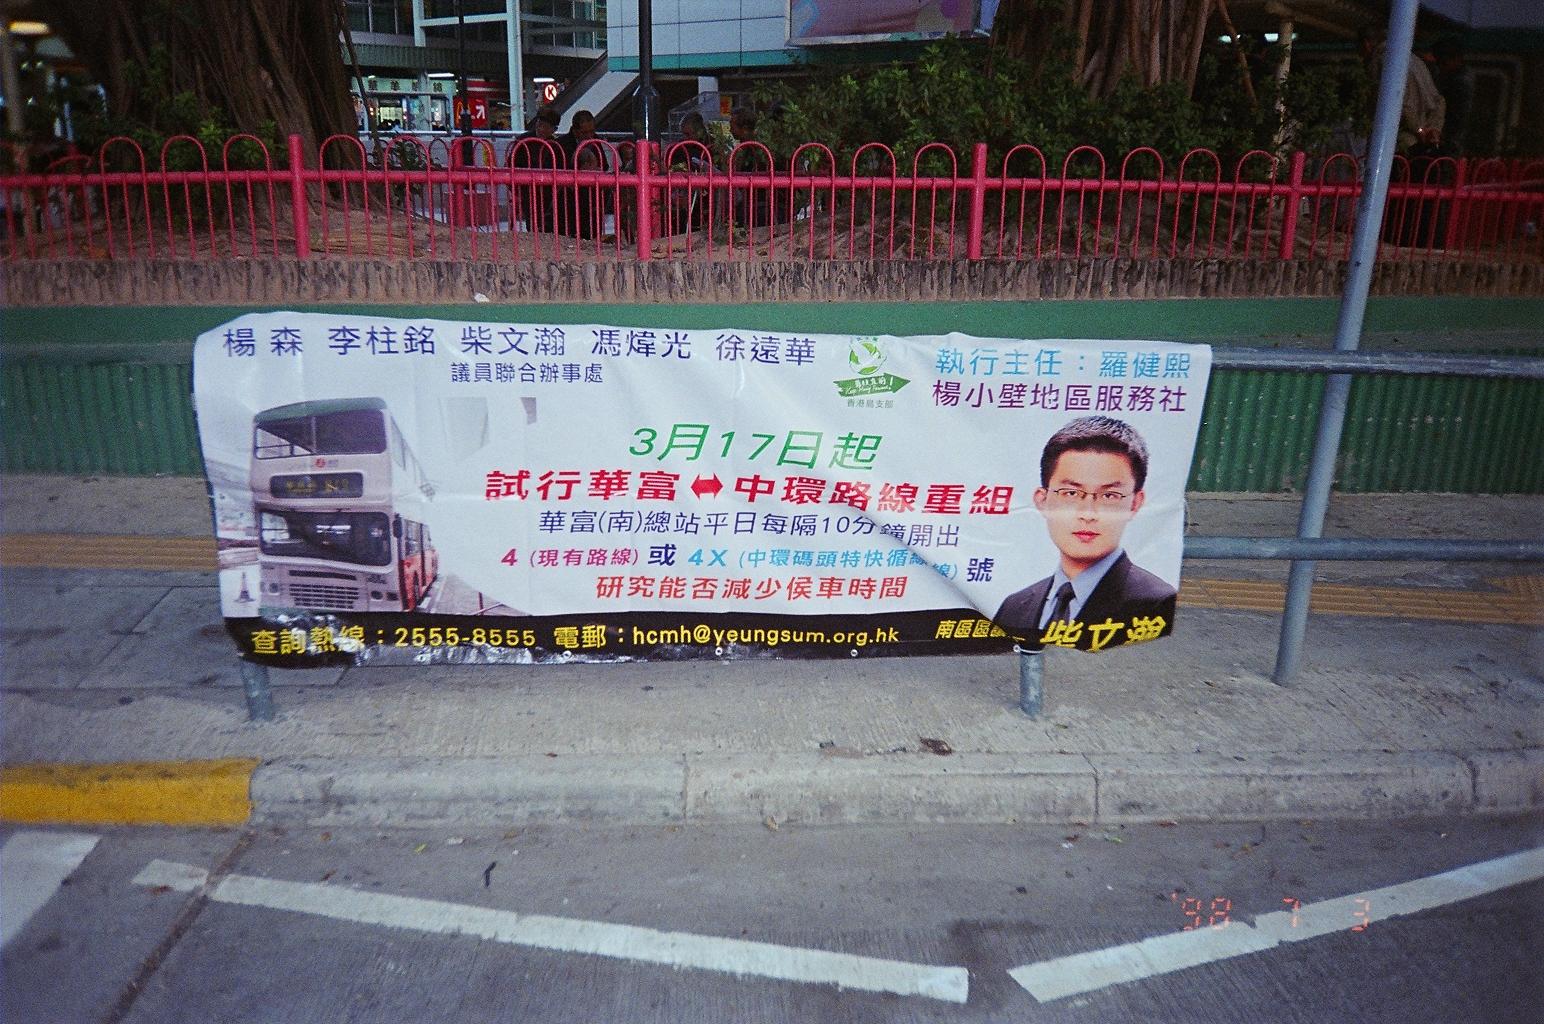 楊森 李柱銘 柴文瀚 馮煒光 徐遠華
議員聯合辦事處
香港島支部
執行主任：羅健熙
楊小壁地區服務社
3月17日起
試行華富↔中環路線重組
華富(南)總站平日每隔10分鐘開出
4 (現有路線) 或 4X (中環碼頭特快循線) 號
研究能否減少侯車時間
查詢熱線：2555-8555 電郵：hcmh@yeungsum.org.hk
南區區 柴文瀚
'98 7 3